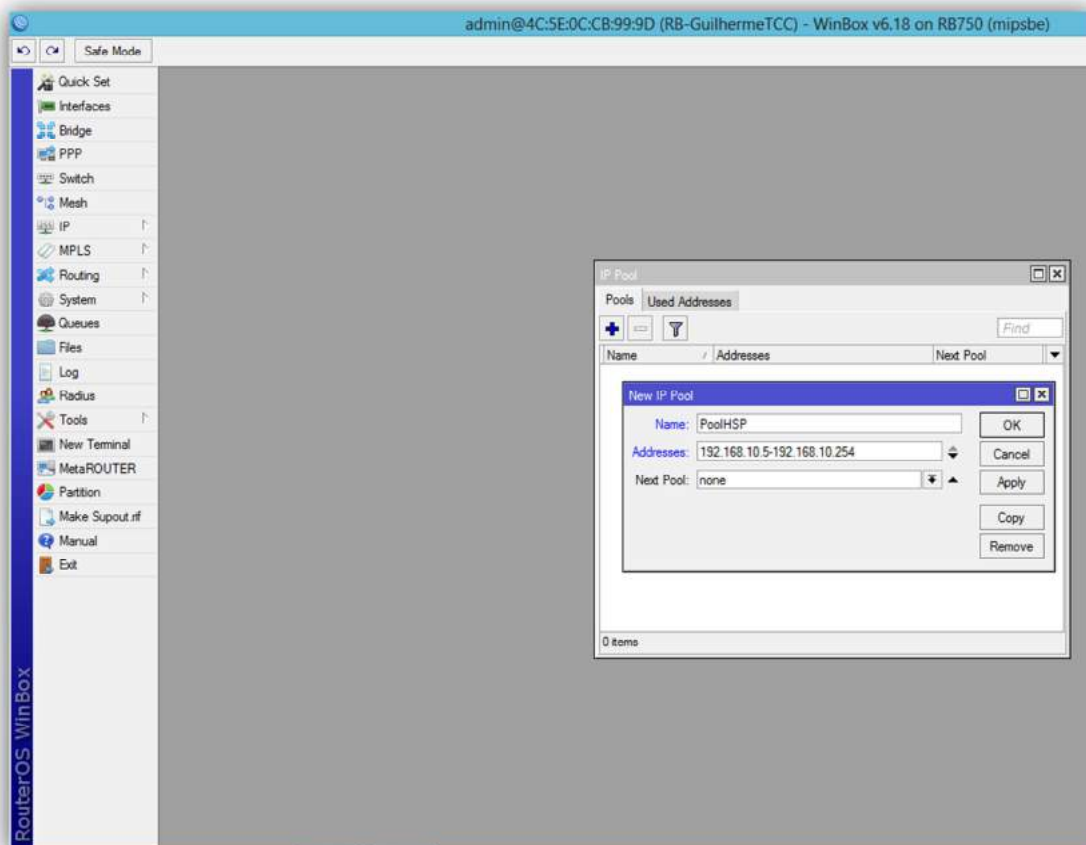 admin@4C:5E:0C:CB:99:9D (RB-GuilhermeTCC) - WinBox v6.18 on RB750 (mipsbe)
Safe Mode
Quick Set
Interfaces
Bridge
PPP
Switch
Mesh
IP
MPLS
Routing
System
Queues
Files
Log
Radius
Tools
New Terminal
MetaROUTER
Partition
Make Supout.rif
Manual
Exit
RouterOS WinBox
IP Pool
Pools Used Addresses
Find
Name Addresses Next Pool
New IP Pool
Name: PoolHSP OK
Addresses: 192.168.10.5-192.168.10.254 Cancel
Next Pool: none Apply
Copy
Remove
0 items